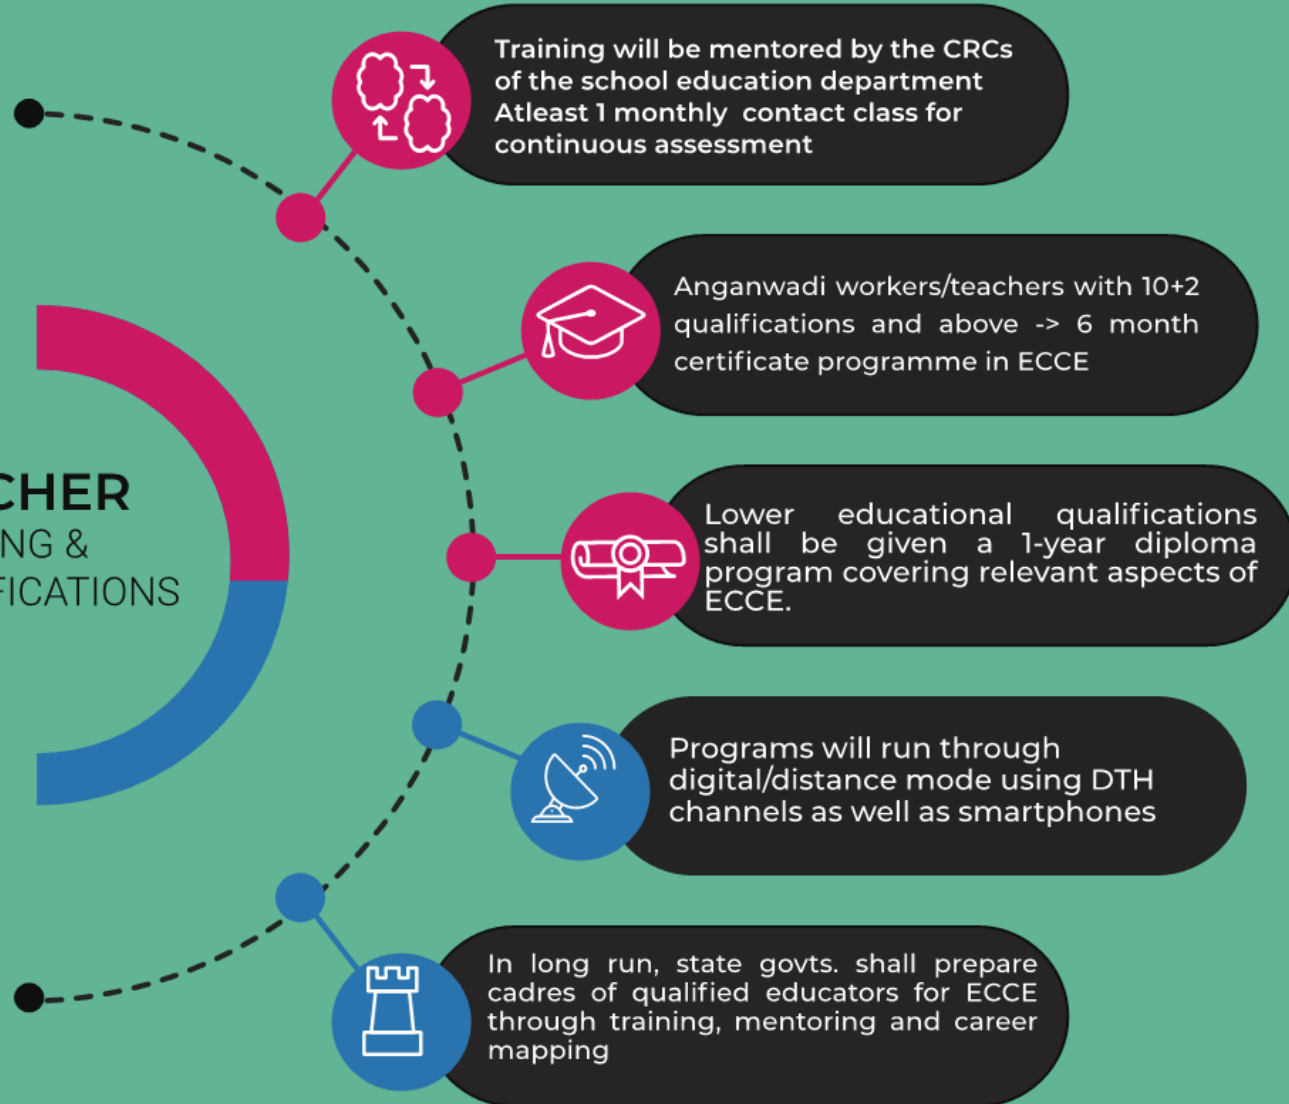 CHER
NG &
FICATIONS
Training will be mentored by the CRCs
of the school education department
Atleast 1 monthly contact class for
continuous assessment
Anganwadi workers/teachers with 10+2
qualifications and above -> 6 month
certificate programme in ECCE
Lower educational qualifications
shall be given a 1-year diploma
program covering relevant aspects of
ECCE.
Programs will run through
digital/distance mode using DTH
channels as well as smartphones
In long run, state govts. shall prepare
cadres of qualified educators for ECCE
through training, mentoring and career
mapping